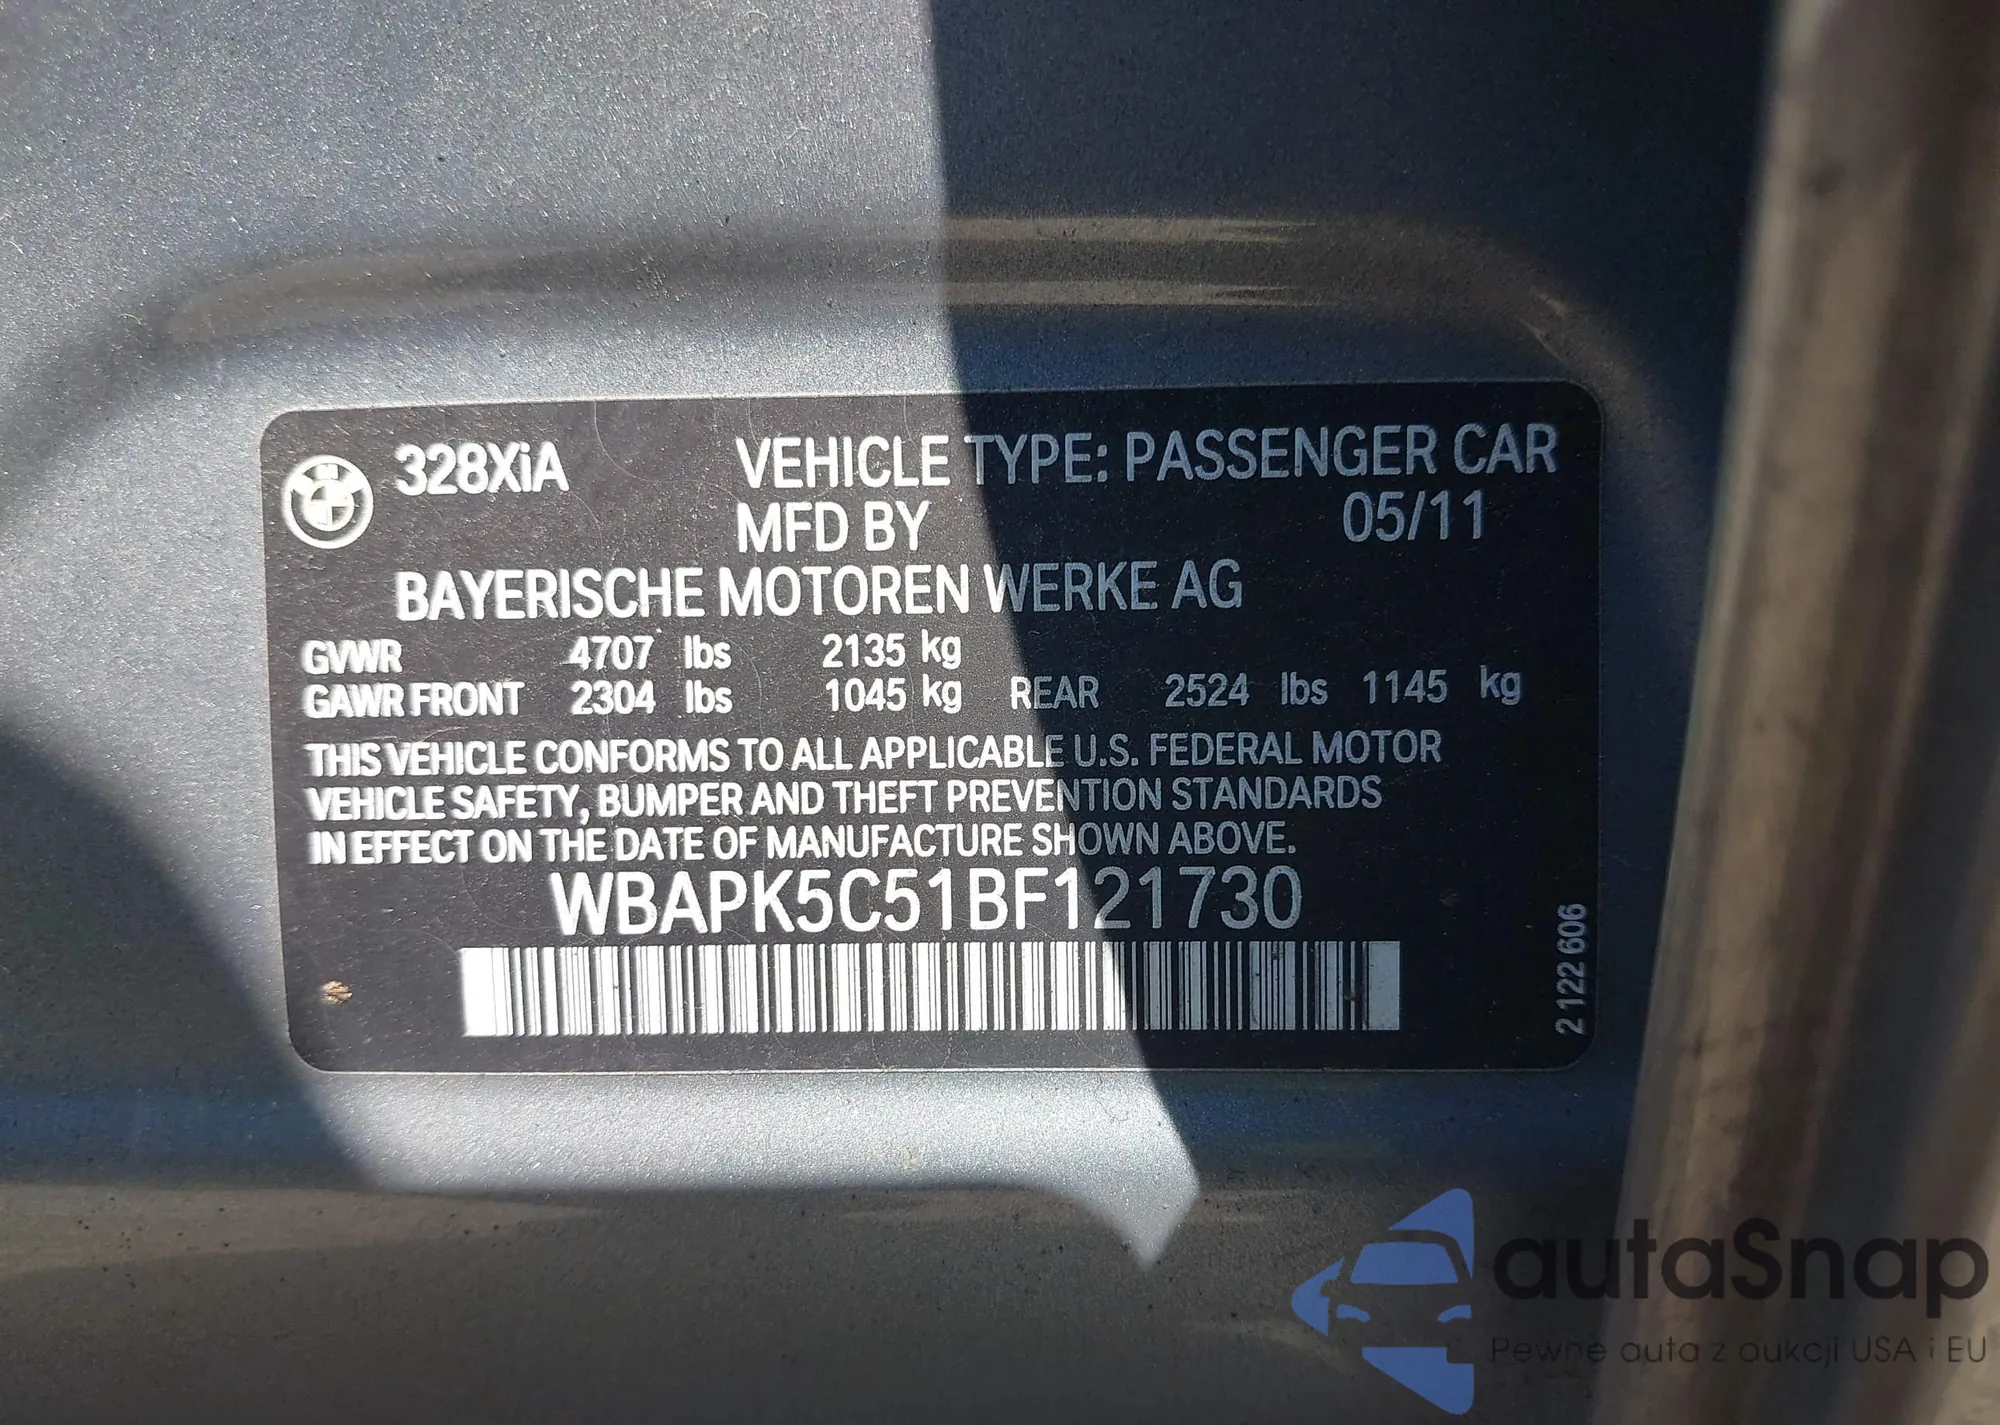 328XiA VEHICLE TYPE: PASSENGER CAR
MFD BY 05/11
BAYERISCHE MOTOREN WERKE AG
GVWR 4707 lbs 2135 kg
GAWR FRONT 2304 lbs 1045 kg REAR 2524 lbs 1145 kg
THIS VEHICLE CONFORMS TO ALL APPLICABLE U.S. FEDERAL MOTOR
VEHICLE SAFETY, BUMPER AND THEFT PREVENTION STANDARDS
IN EFFECT ON THE DATE OF MANUFACTURE SHOWN ABOVE.
WBAPK5C51BF121730
2 122 606
autaSnap
Pewne auta z aukcji USA i EU